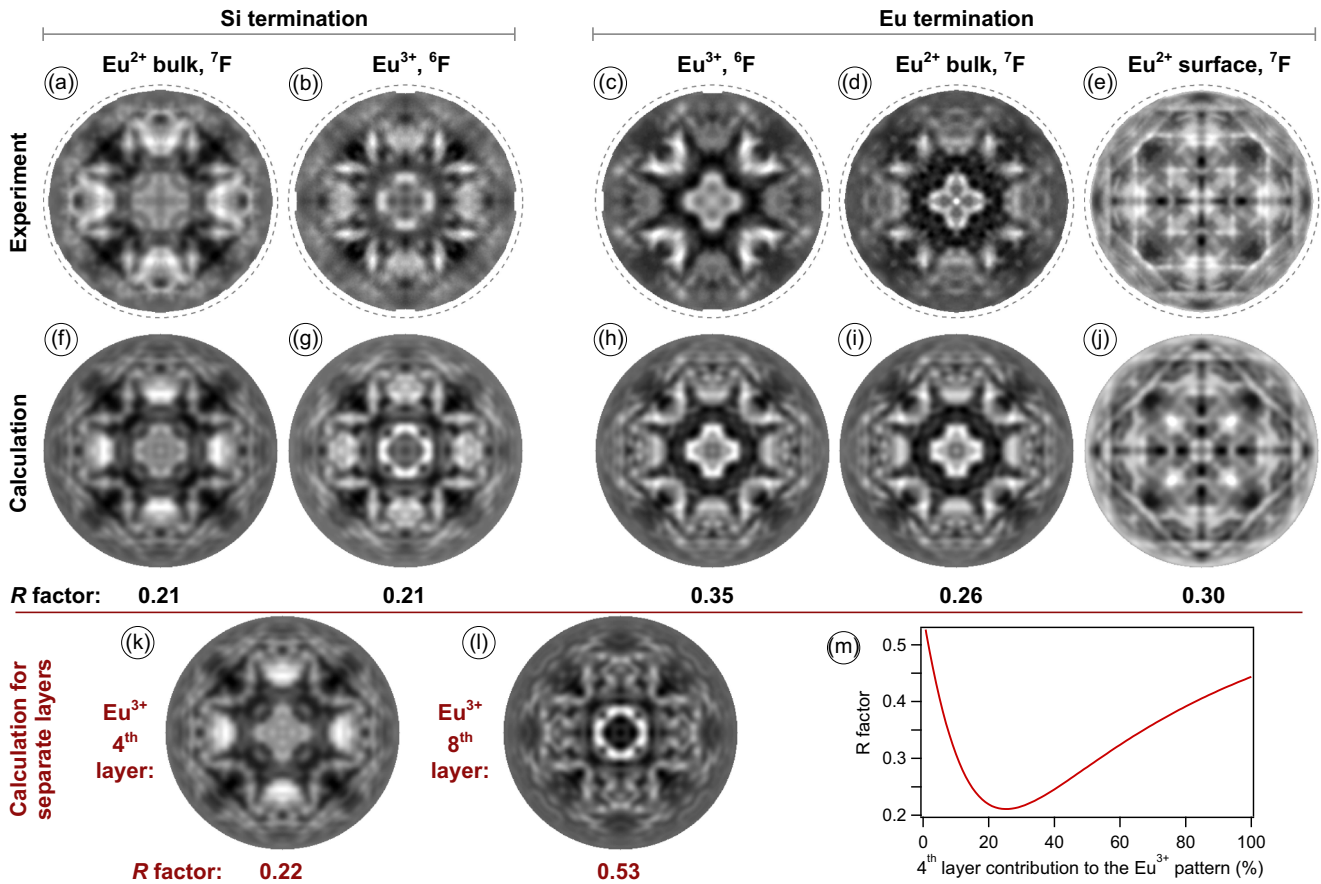 Si termination
Eu termination
Eu²⁺ bulk, ⁷F
Eu³⁺, ⁶F
Eu³⁺, ⁶F
Eu²⁺ bulk, ⁷F
Eu²⁺ surface, ⁷F
(a)
(b)
(c)
(d)
(e)
Experiment
(f)
(g)
(h)
(i)
(j)
Calculation
R factor: 0.21 0.21 0.35 0.26 0.30
Calculation for
separate layers
(k)
Eu³⁺
4ᵗʰ
layer:
(l)
Eu³⁺
8ᵗʰ
layer:
R factor: 0.22 0.53
(m)
R factor
0.5
0.4
0.3
0.2
0 20 40 60 80 100
4ᵗʰ layer contribution to the Eu³⁺ pattern (%)